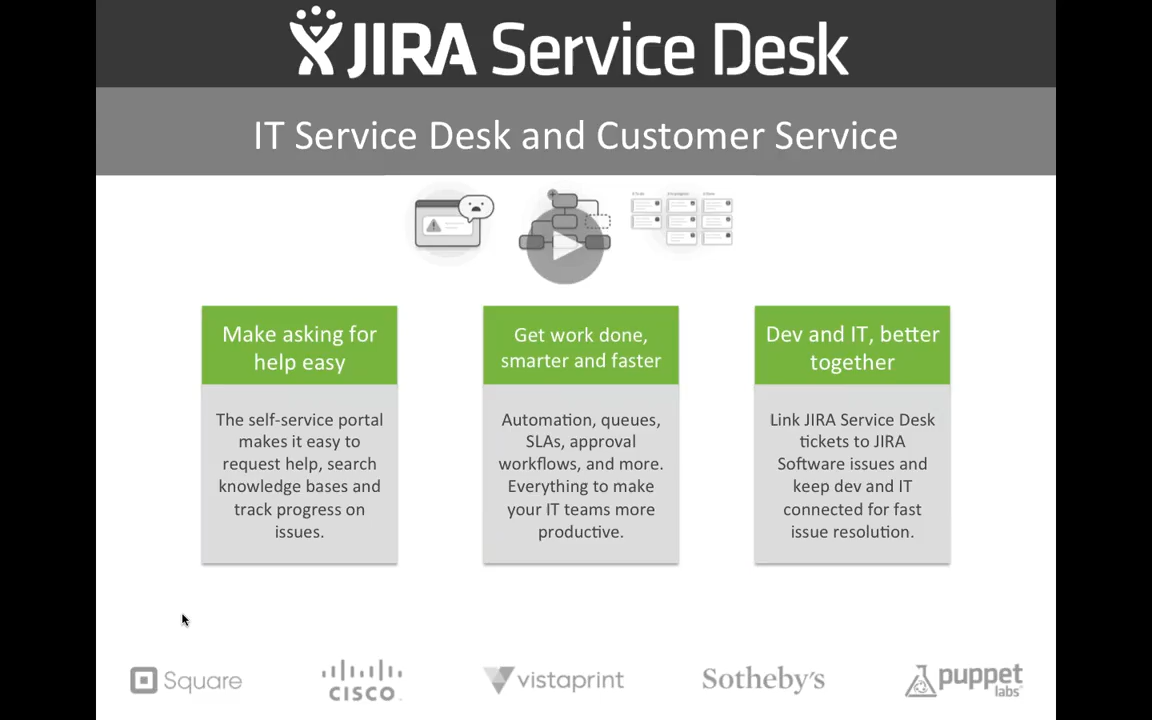 JIRA Service Desk
IT Service Desk and Customer Service
Make asking for
help easy
The self-service portal
makes it easy to
request help, search
knowledge bases and
track progress on
issues.
Get work done,
smarter and faster
Automation, queues,
SLAs, approval
workflows, and more.
Everything to make
your IT teams more
productive.
Dev and IT, better
together
Link JIRA Service Desk
tickets to JIRA
Software issues and
keep dev and IT
connected for fast
issue resolution.
Square
CISCO
vistaprint
Sotheby's
puppet
labs